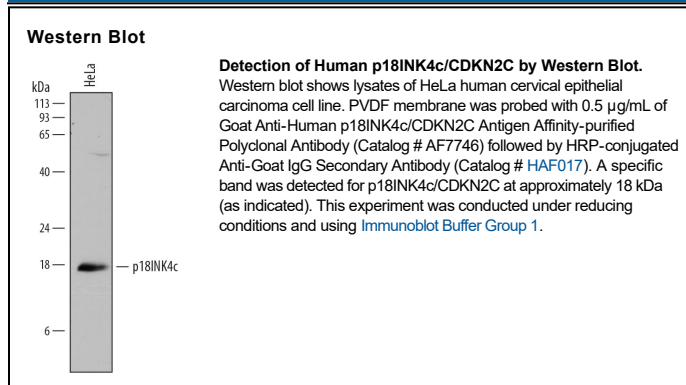 Western Blot
kDa
HeLa
113
93
65
40
24
18
6
p18INK4c
Detection of Human p18INK4c/CDKN2C by Western Blot.
Western blot shows lysates of HeLa human cervical epithelial
carcinoma cell line. PVDF membrane was probed with 0.5 µg/mL of
Goat Anti-Human p18INK4c/CDKN2C Antigen Affinity-purified
Polyclonal Antibody (Catalog # AF7746) followed by HRP-conjugated
Anti-Goat IgG Secondary Antibody (Catalog # HAF017). A specific
band was detected for p18INK4c/CDKN2C at approximately 18 kDa
(as indicated). This experiment was conducted under reducing
conditions and using Immunoblot Buffer Group 1.